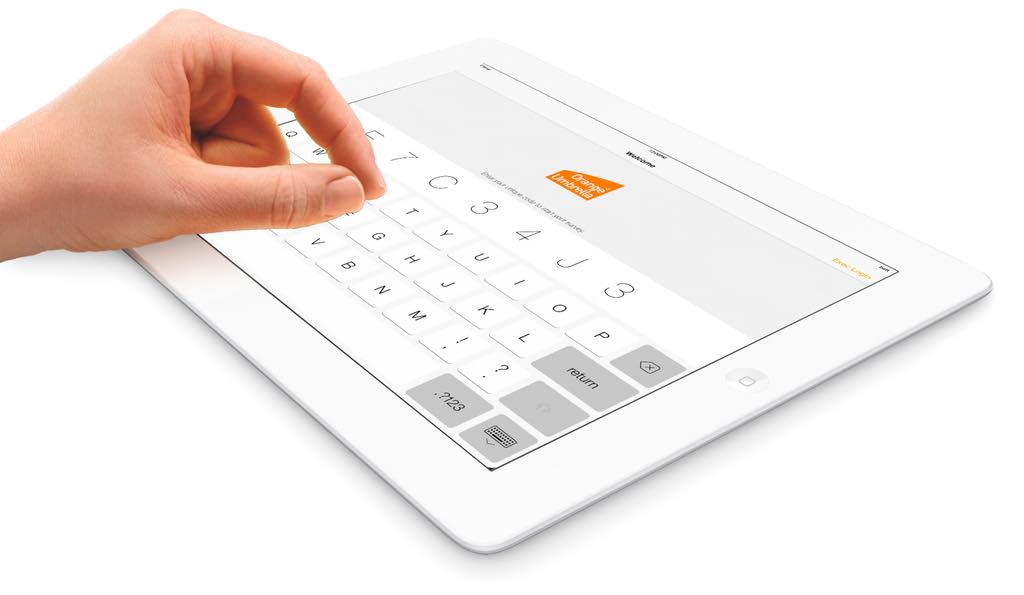 Welcome
Exec Login
Orange
Umbrella
Enter your unique code to start your survey.
E 7 C 3 4 J 3
Q W T Y U I O P
G H J K L
V B N M , ! . ?
return
.?123